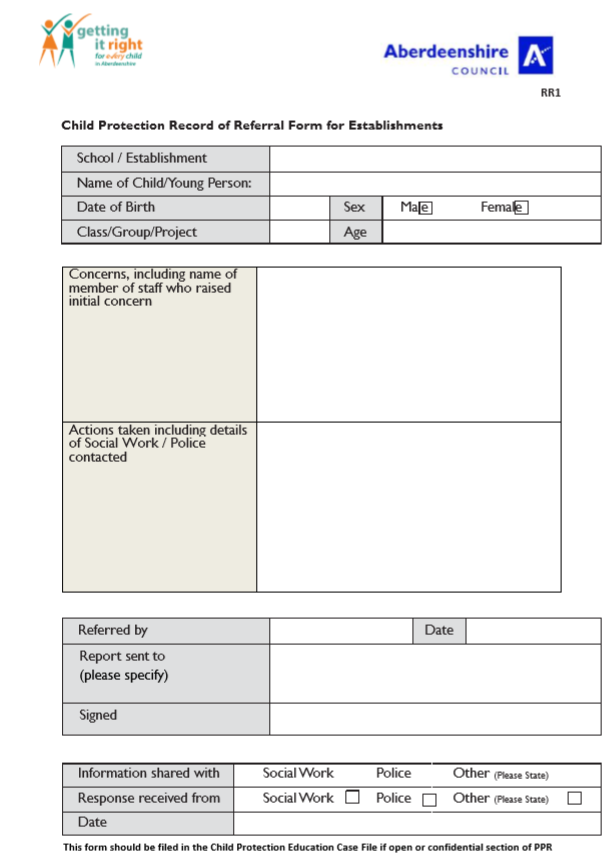 getting
it right
for every child
in Aberdeenshire
Aberdeenshire
COUNCIL
RR1
Child Protection Record of Referral Form for Establishments
School / Establishment
Name of Child/Young Person:
Date of Birth Sex Male Female
Class/Group/Project Age
Concerns, including name of
member of staff who raised
initial concern
Actions taken including details
of Social Work / Police
contacted
Referred by Date
Report sent to
(please specify)
Signed
Information shared with Social Work Police Other (Please State)
Response received from Social Work Police Other (Please State)
Date
This form should be filed in the Child Protection Education Case File if open or confidential section of PPR